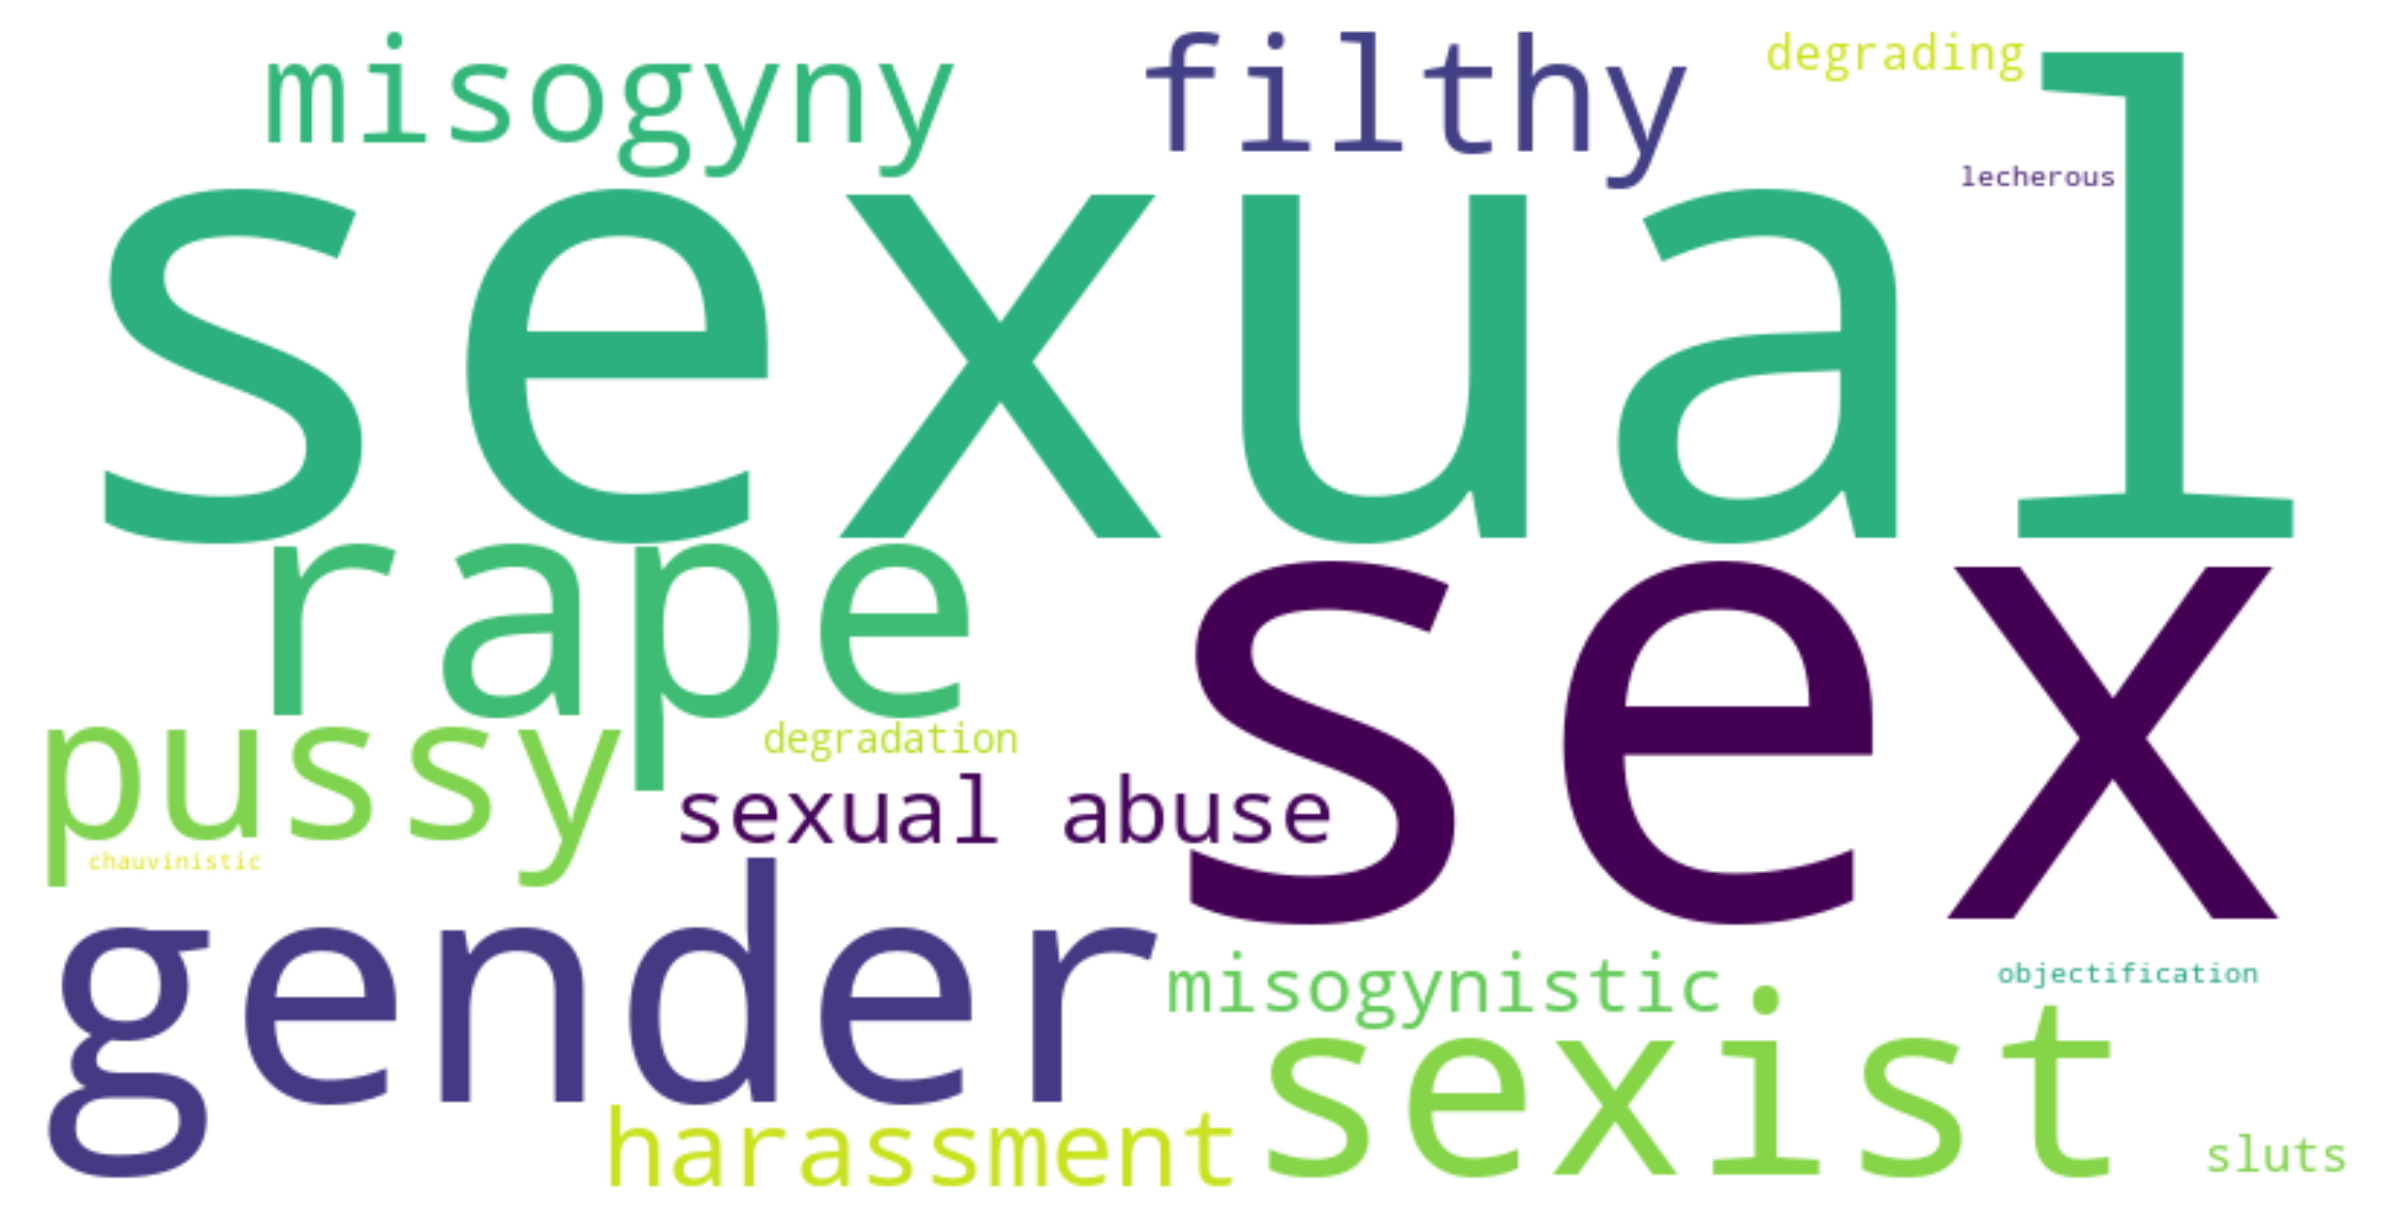 misogyny filthy degrading
lecherous
sexual
rape
sex
pussy degradation
sexual abuse
chauvinistic
gender
misogynistic objectification
sexist
harassment sluts